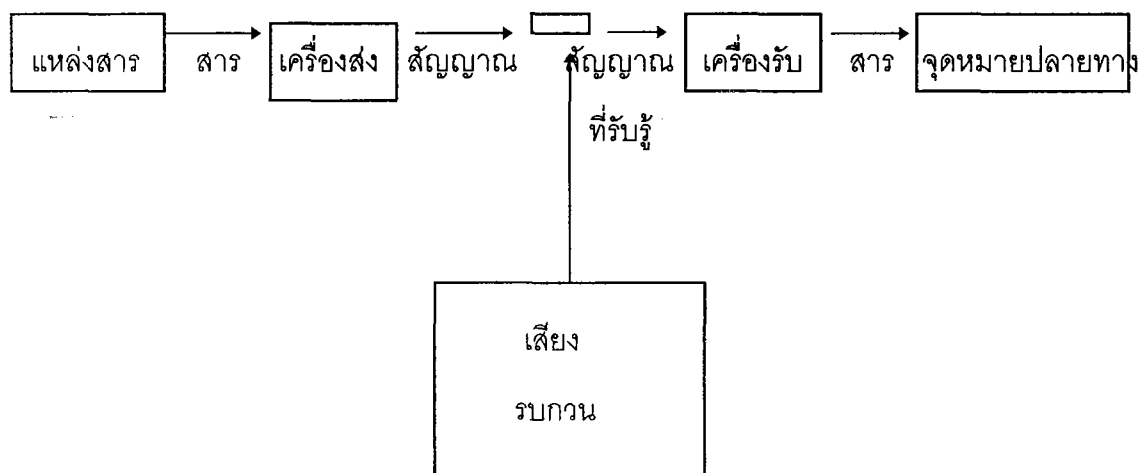 แหล่งสาร สาร เครื่องส่ง สัญญาณ สัญญาณ เครื่องรับ สาร จุดหมายปลายทาง
ที่รับรู้
เสียง
รบกวน